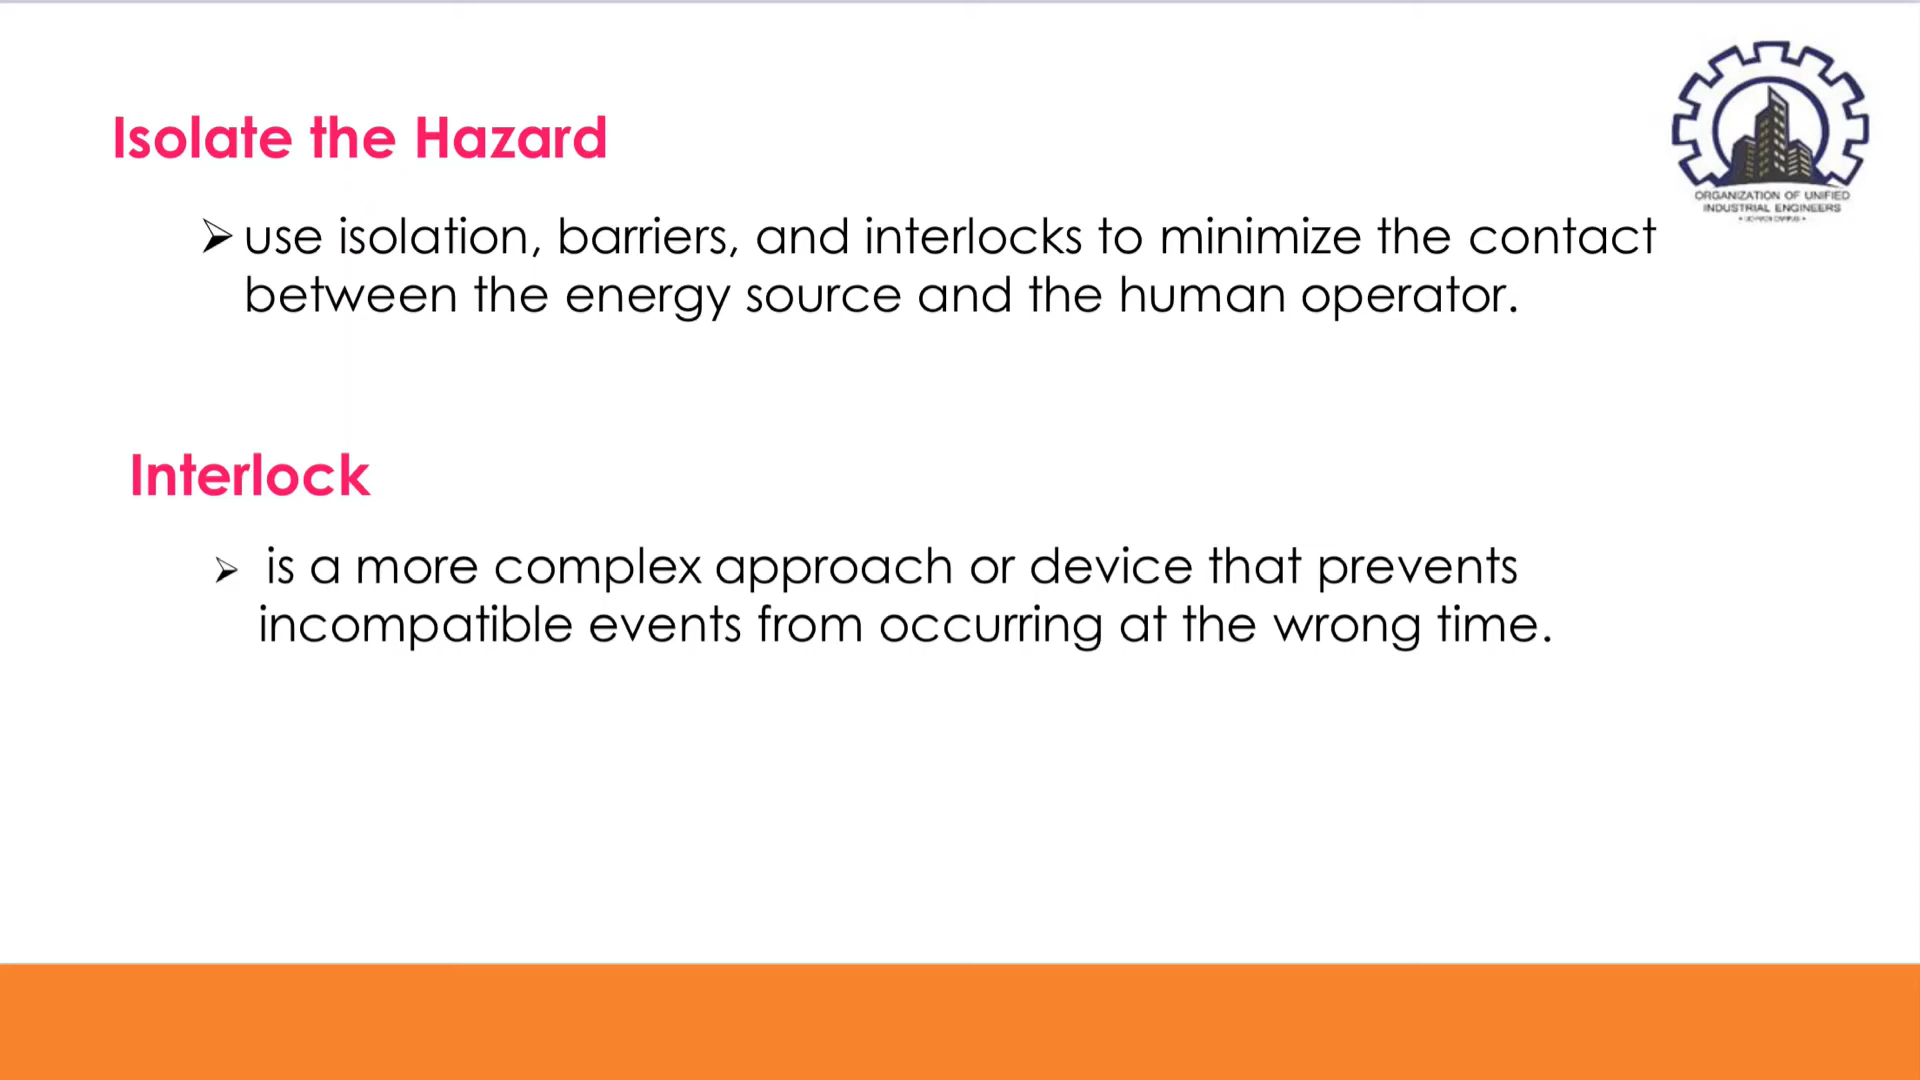 Isolate the Hazard
ORGANIZATION OF UNIFIED
INDUSTRIAL ENGINEERS
➢ use isolation, barriers, and interlocks to minimize the contact
between the energy source and the human operator.
Interlock
➢ is a more complex approach or device that prevents
incompatible events from occurring at the wrong time.